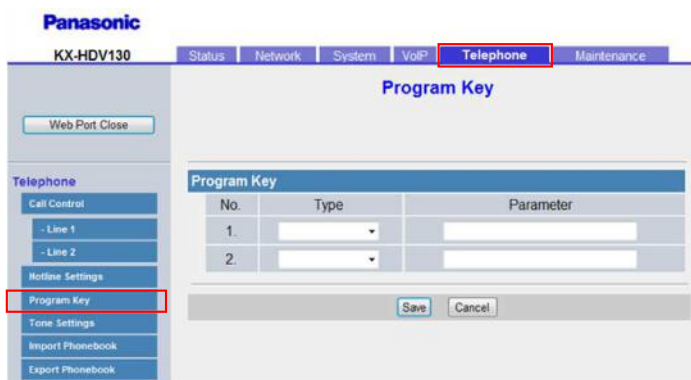 Panasonic
KX-HDV130
Status Network System VoIP Telephone Maintenance
Program Key
Web Port Close
Telephone
Call Control
- Line 1
- Line 2
Hotline Settings
Program Key
Tone Settings
Import Phonebook
Export Phonebook
Program Key
No. Type Parameter
1.
2.
Save Cancel